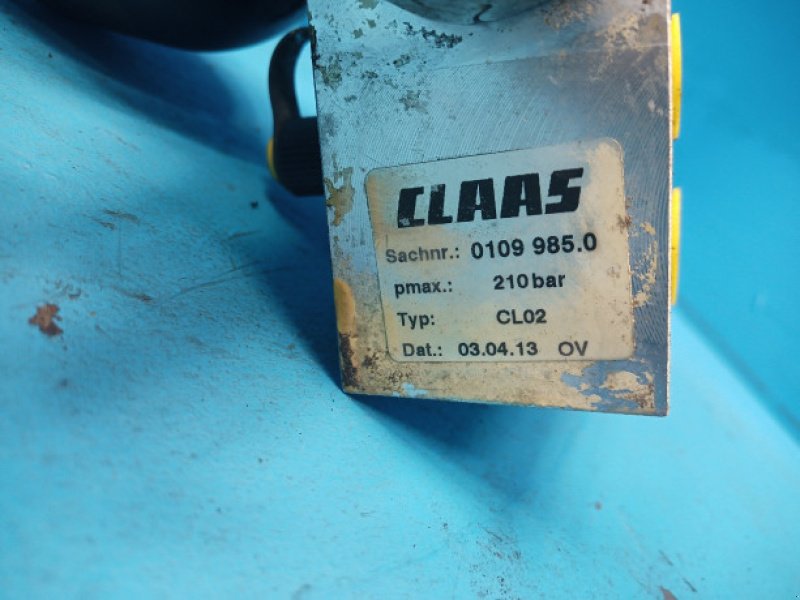 CLAAS
Sachnr.: 0109 985.0
pmax.: 210 bar
Typ: CL02
Dat.: 03.04.13 OV